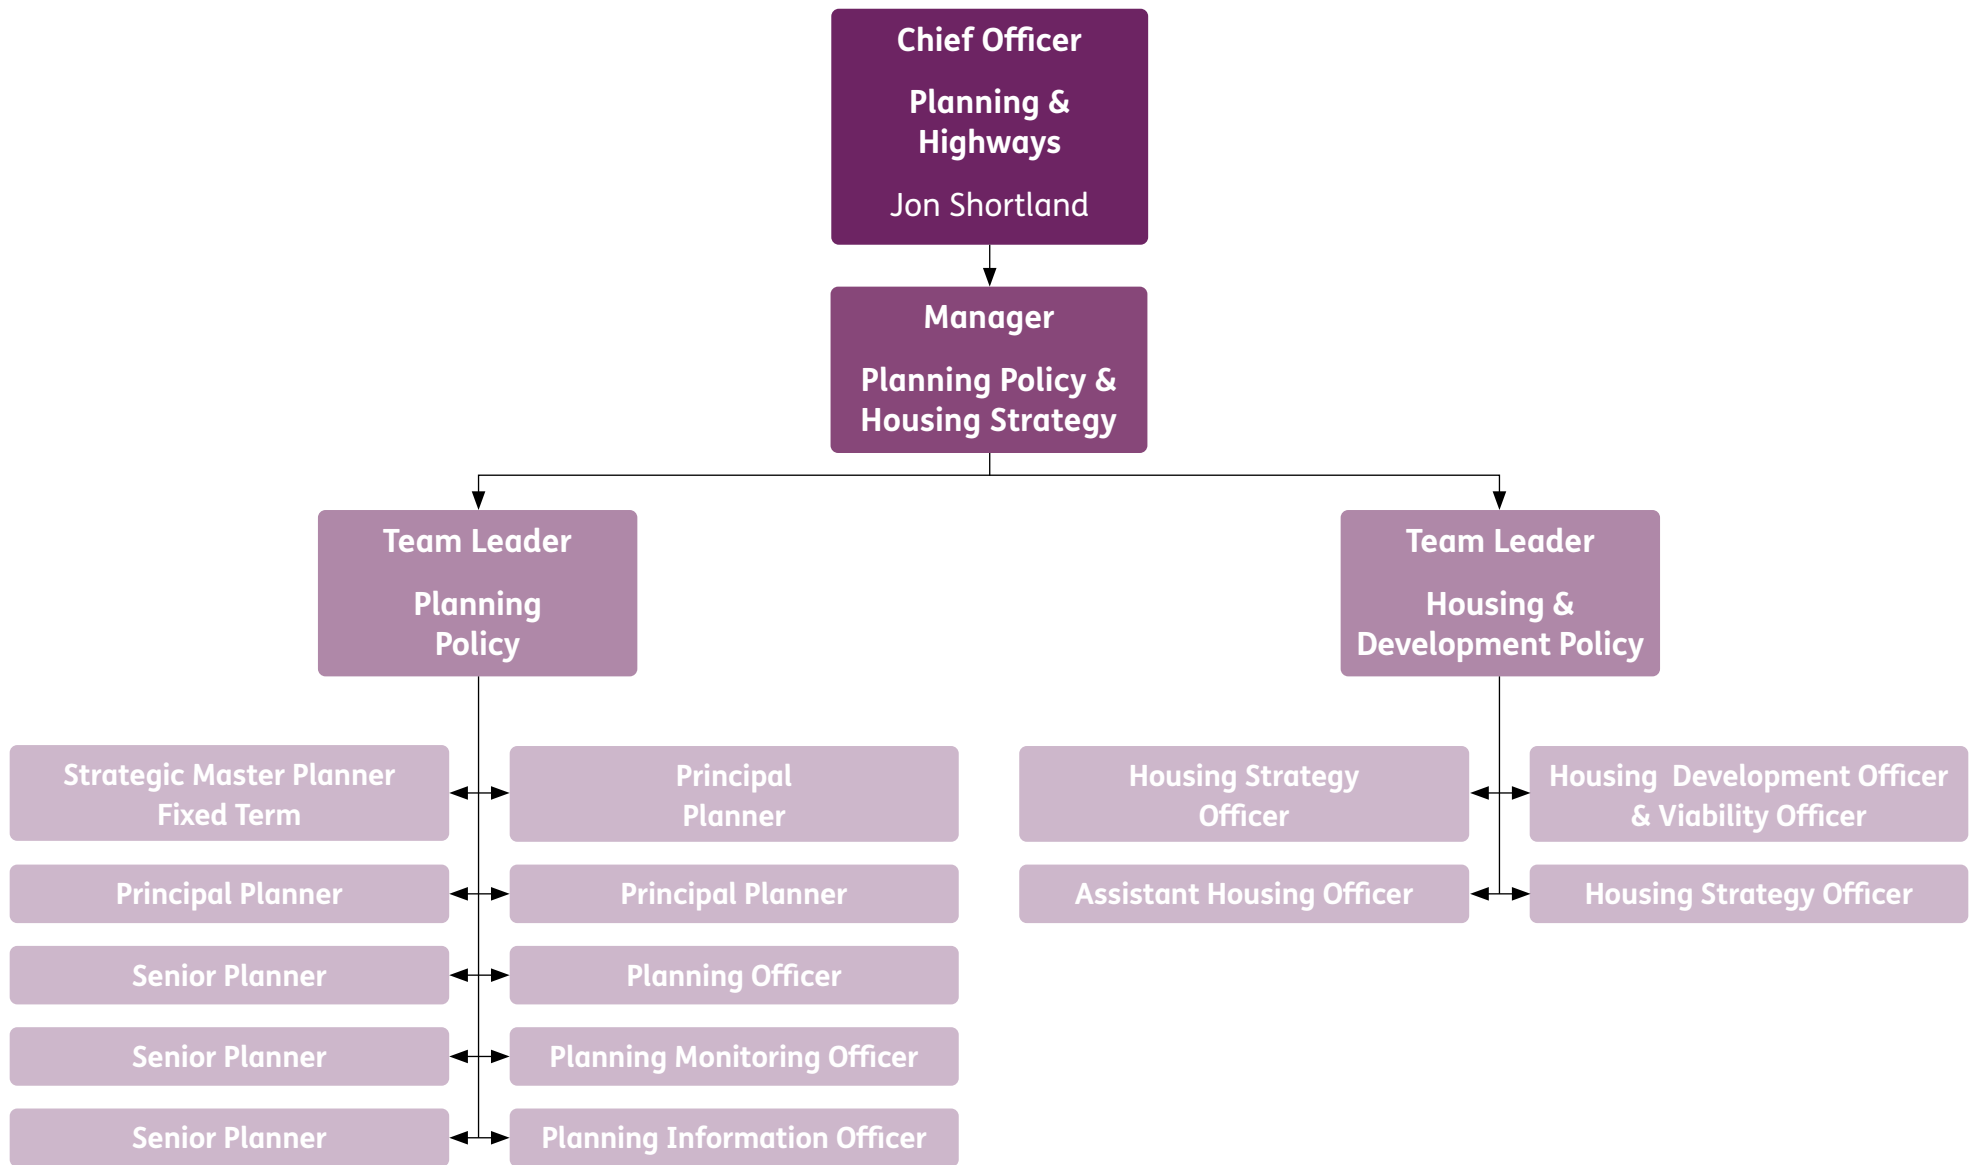 Chief Officer
Planning &
Highways
Jon Shortland
Manager
Planning Policy &
Housing Strategy
Team Leader
Planning
Policy
Team Leader
Housing &
Development Policy
Strategic Master Planner
Fixed Term
Principal
Planner
Housing Strategy
Officer
Housing  Development Officer
& Viability Officer
Principal Planner
Principal Planner
Assistant Housing Officer
Housing Strategy Officer
Senior Planner
Planning Officer
Senior Planner
Planning Monitoring Officer
Senior Planner
Planning Information Officer